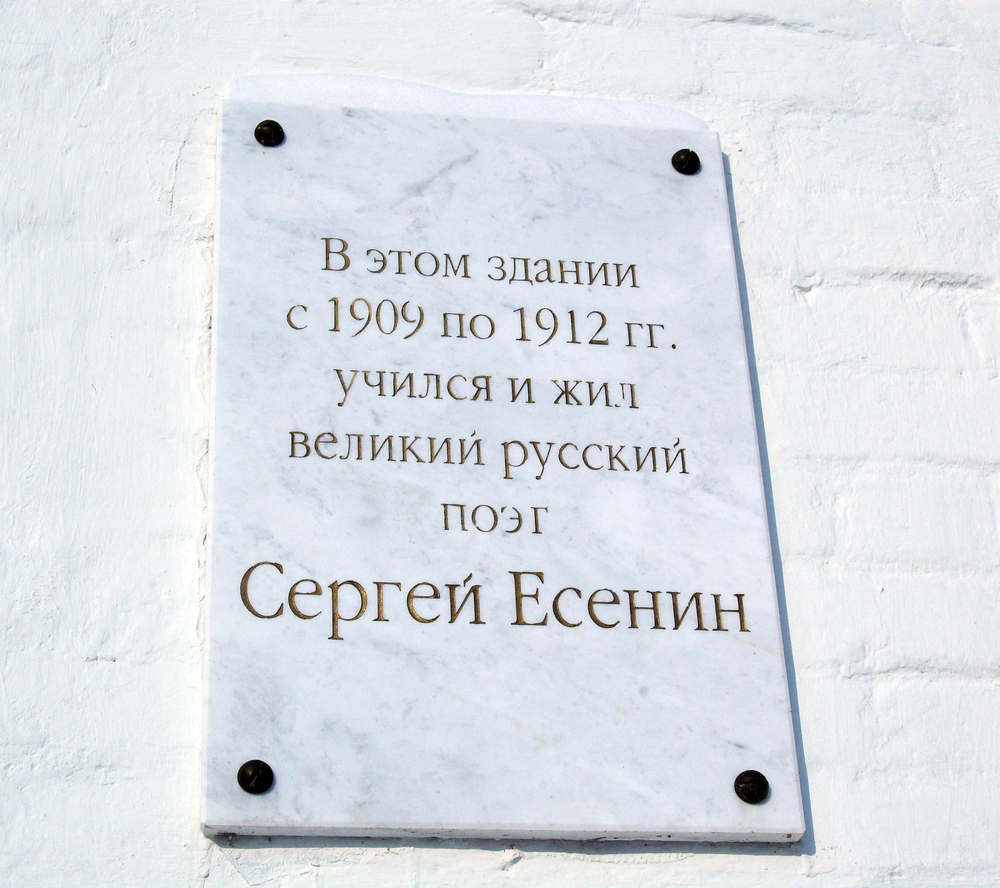 В этом здании
с 1909 по 1912 гг.
учился и жил
великий русский
поэт
Сергей Есенин